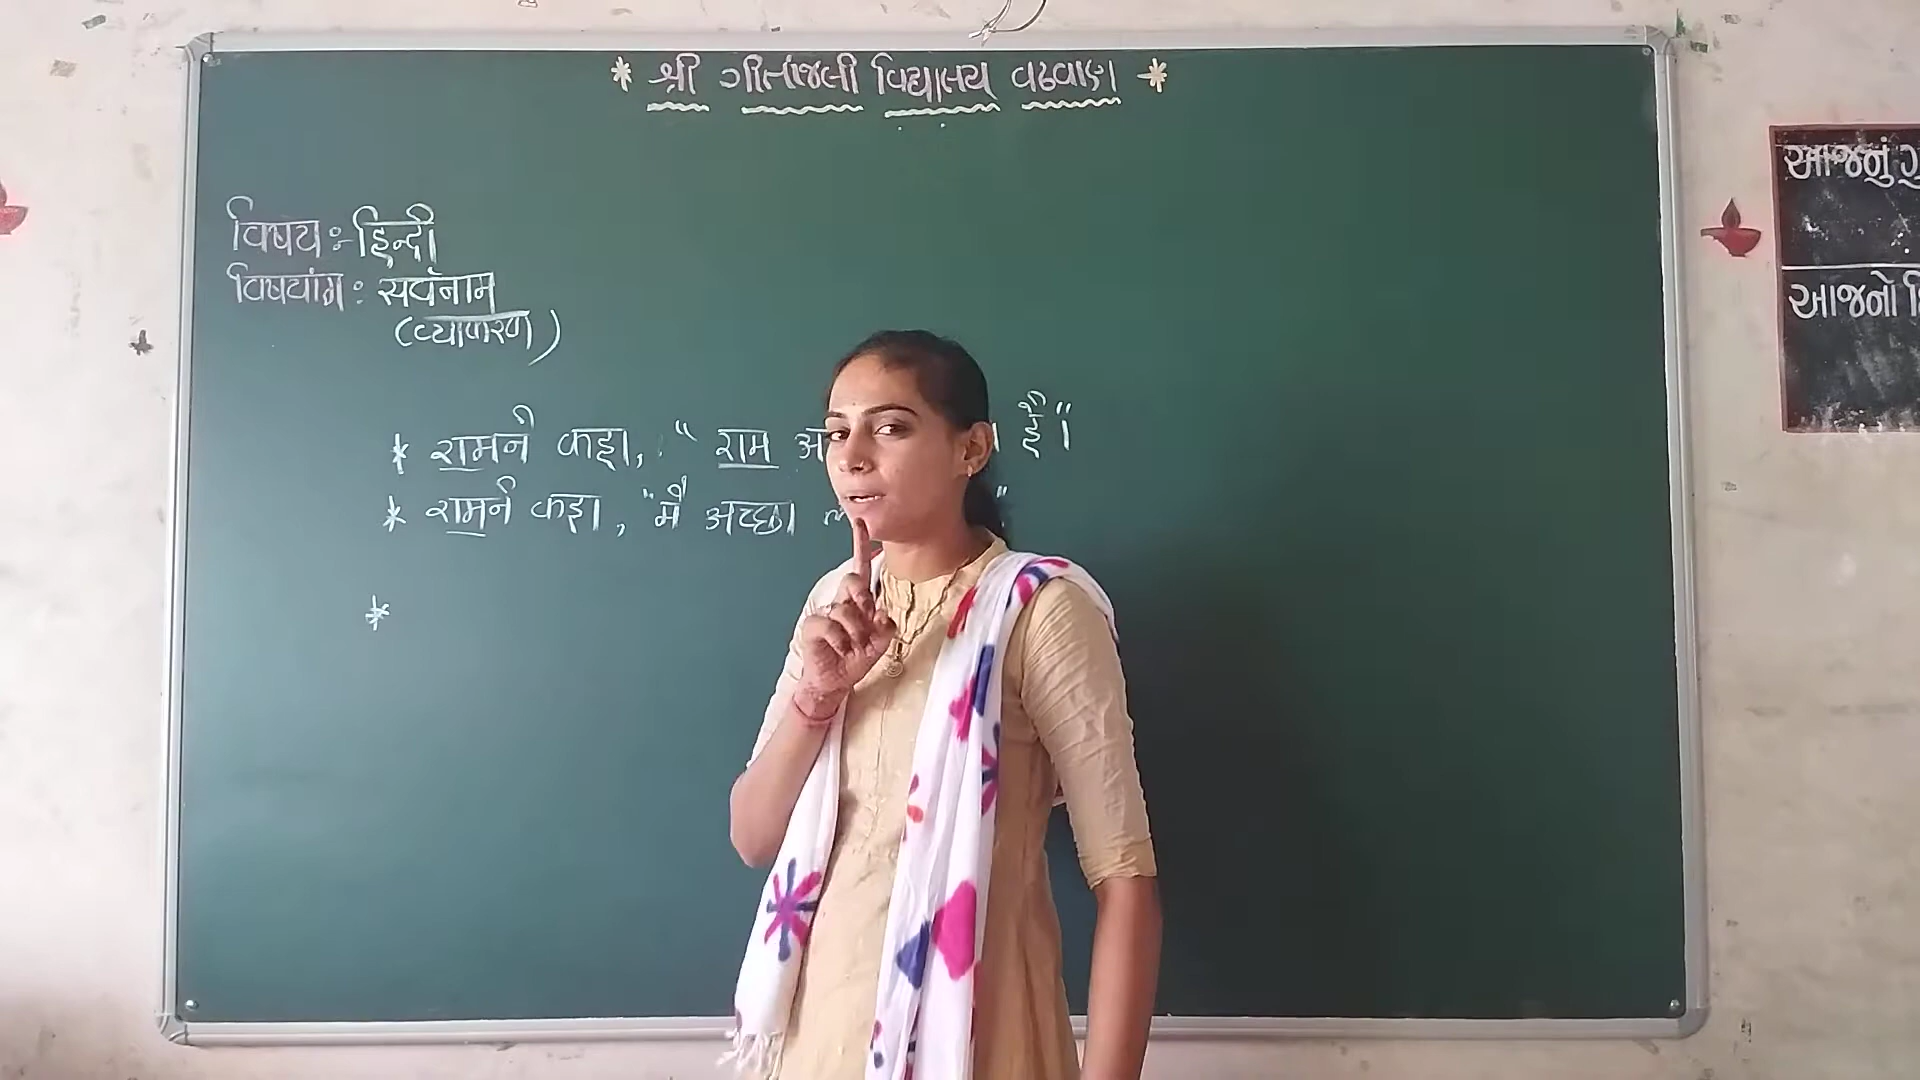 * श्री गीतांजली विद्यालय वढवाण *
विषय :- हिन्दी
विषयांग : सर्वनाम
(व्याकरण)
* रामने कहा, " राम है।"
* रामने कहा, "मैं अच्छा "
*
આજનું
આજનો